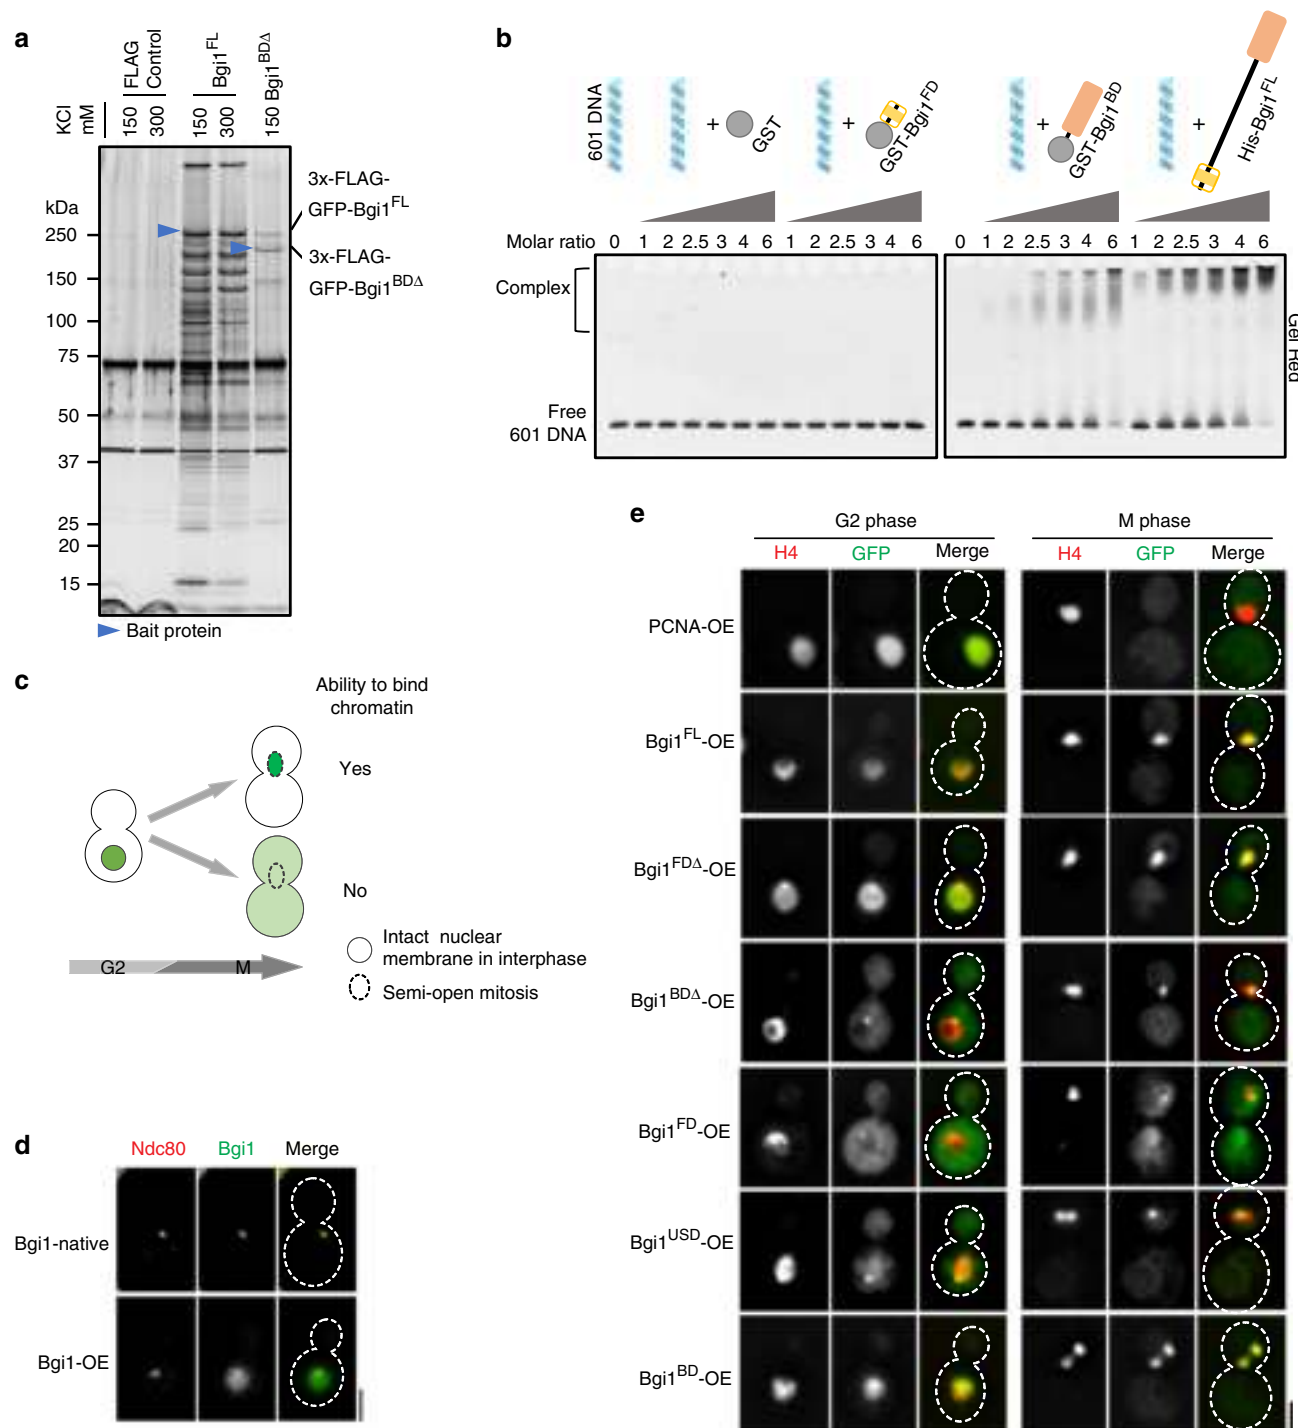 a
KCl
mM
150
300
FLAG
Control
150
300
Bgi1FL
150 Bgi1BDΔ
kDa
250
150
100
75
50
37
25
20
15
3x-FLAG-
GFP-Bgi1FL
3x-FLAG-
GFP-Bgi1BDΔ
Bait protein
b
601 DNA
+
GST
+
GST-Bgi1FD
+
GST-Bgi1BD
+
His-Bgi1FL
Molar ratio 0 1 2 2.5 3 4 6 1 2 2.5 3 4 6 0 1 2 2.5 3 4 6 1 2 2.5 3 4 6
Complex
Free
601 DNA
Gel Red
c
Ability to bind
chromatin
Yes
No
Intact nuclear
membrane in interphase
Semi-open mitosis
G2 M
d
Ndc80 Bgi1 Merge
Bgi1-native
Bgi1-OE
e
G2 phase M phase
H4 GFP Merge H4 GFP Merge
PCNA-OE
Bgi1FL-OE
Bgi1FDΔ-OE
Bgi1BDΔ-OE
Bgi1FD-OE
Bgi1USD-OE
Bgi1BD-OE